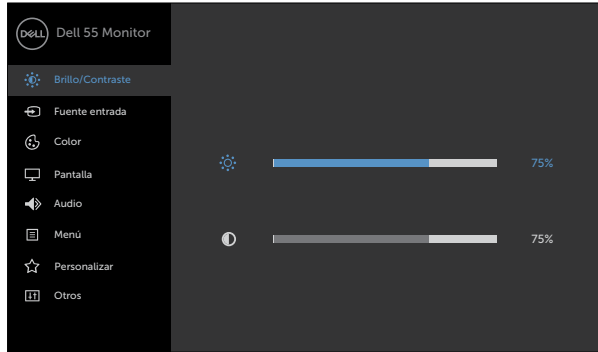 DELL Dell 55 Monitor
Brillo/Contraste
Fuente entrada
Color
Pantalla
Audio
Menú
Personalizar
Otros
75%
75%